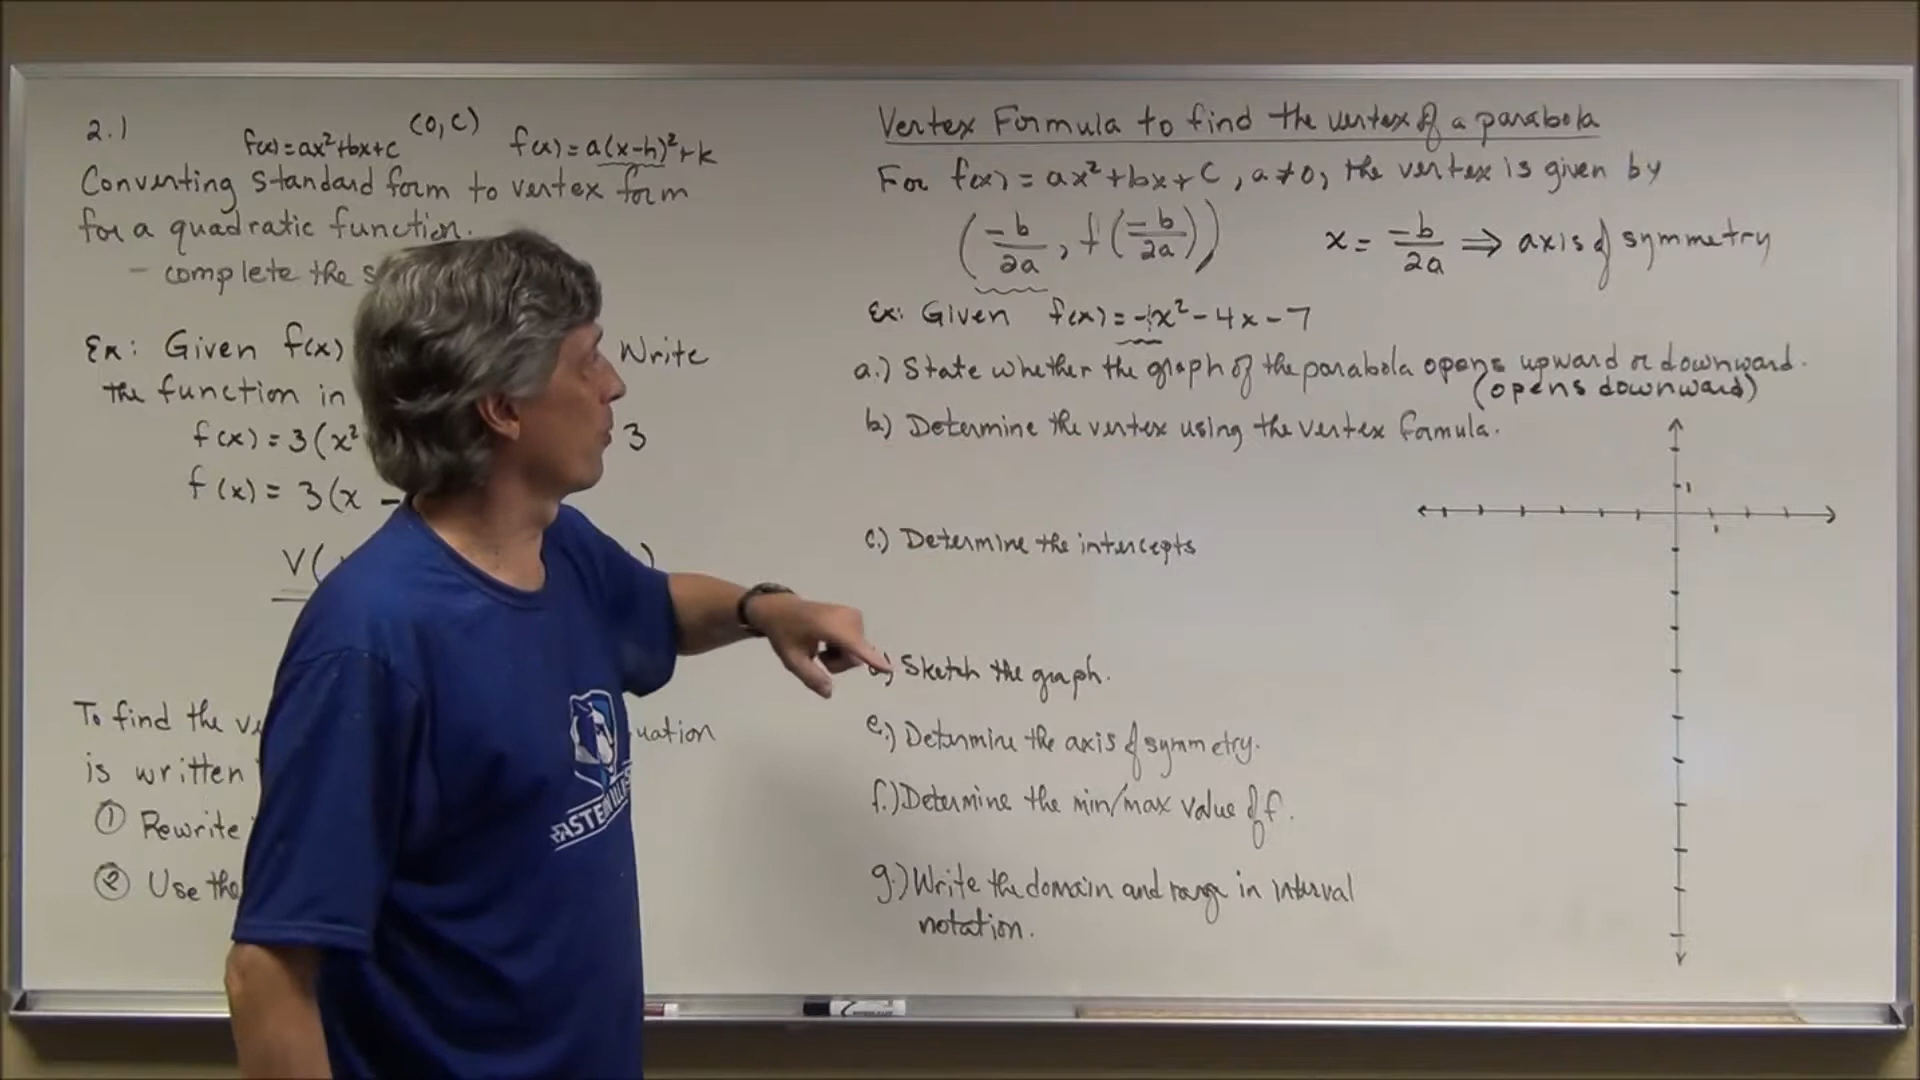 2.1
f(x)=ax²+bx+c (0,c) f(x)=a(x-h)²+k
Converting standard form to vertex form
for a quadratic function.
- complete the s
Ex: Given f(x) Write
the function in
f(x)=3(x² 3
f(x)=3(x -
V( )
To find the ve uation
is written
① Rewrite
② Use the
Vertex Formula to find the vertex of a parabola
For f(x)=ax²+bx+c, a≠0, the vertex is given by
(-b/2a, f(-b/2a)) x = -b/2a ⇒ axis of symmetry
Ex: Given f(x)=-1x²-4x-7
a.) State whether the graph of the parabola opens upward or downward.
(opens downward)
b.) Determine the vertex using the vertex formula.
1
c.) Determine the intercepts
Sketch the graph.
e.) Determine the axis of symmetry.
f.) Determine the min/max value of f.
g.) Write the domain and range in interval
notation.